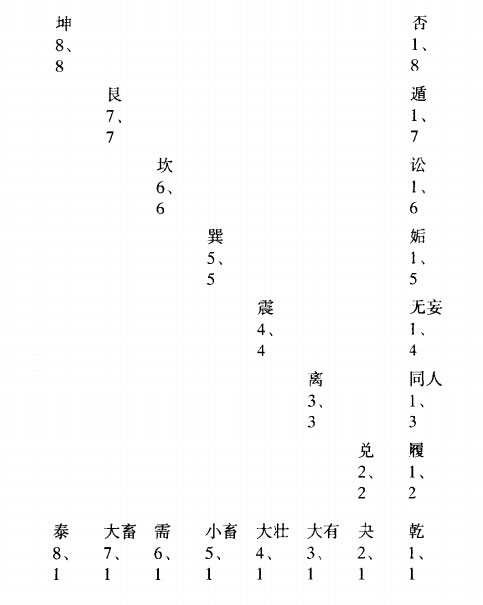 坤 否
8、 1、
8 8
艮 遁
7、 1、
7 7
坎 讼
6、 1、
6 6
巽 姤
5、 1、
5 5
震 无妄
4、 1、
4 4
离 同人
3、 1、
3 3
兑 履
2、 1、
2 2
泰 大畜 需 小畜 大壮 大有 夬 乾
8、 7、 6、 5、 4、 3、 2、 1、
1 1 1 1 1 1 1 1